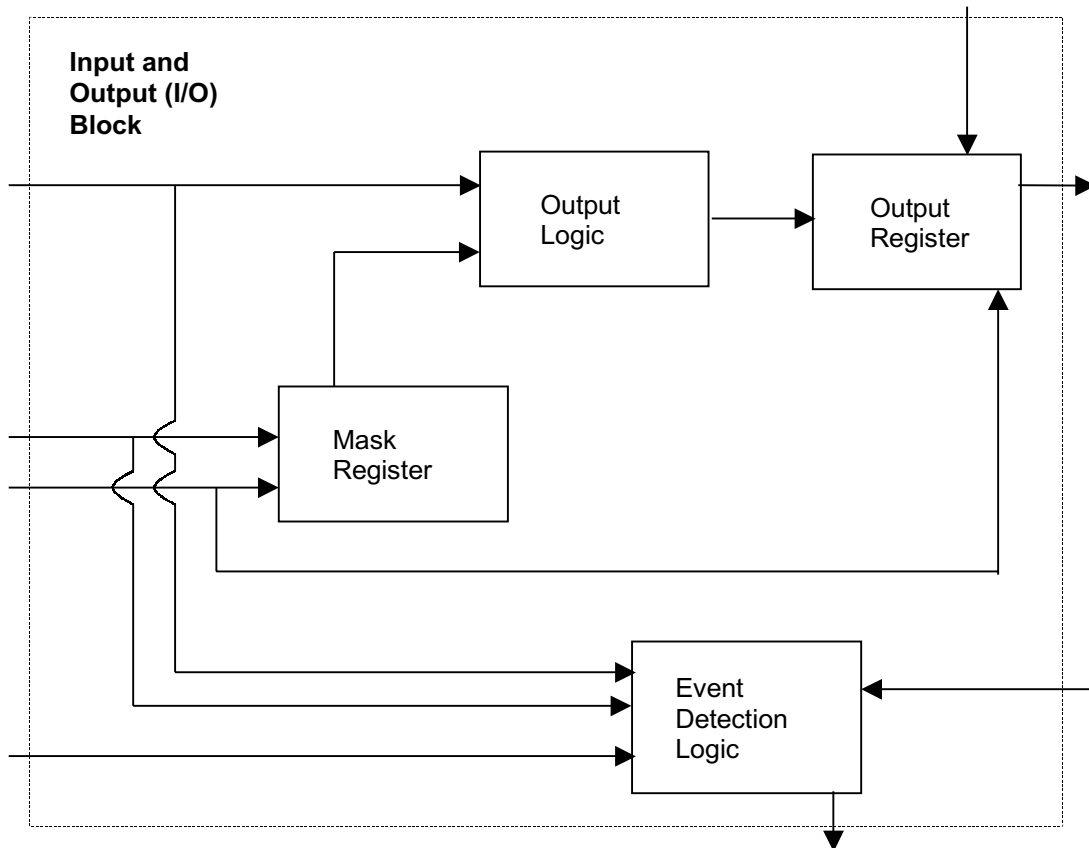 Input and
Output (I/O)
Block
Output
Logic
Output
Register
Mask
Register
Event
Detection
Logic